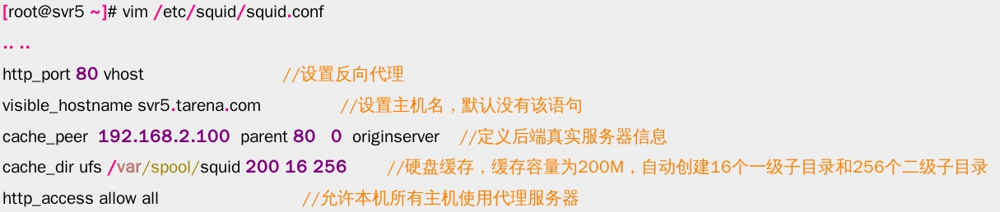 [root@svr5 ~]# vim /etc/squid/squid.conf
.. ..
http_port 80 vhost //设置反向代理
visible_hostname svr5.tarena.com //设置主机名，默认没有该语句
cache_peer 192.168.2.100 parent 80 0 originserver //定义后端真实服务器信息
cache_dir ufs /var/spool/squid 200 16 256 //硬盘缓存，缓存容量为200M，自动创建16个一级子目录和256个二级子目录
http_access allow all //允许本机所有主机使用代理服务器